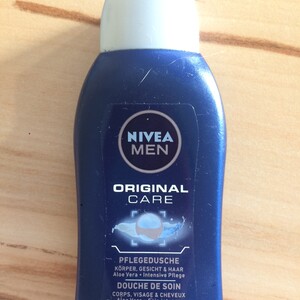 NIVEA
MEN
ORIGINAL
CARE
PFLEGEDUSCHE
KÖRPER, GESICHT & HAAR
Aloe Vera • Intensive Pflege
DOUCHE DE SOIN
CORPS, VISAGE & CHEVEUX